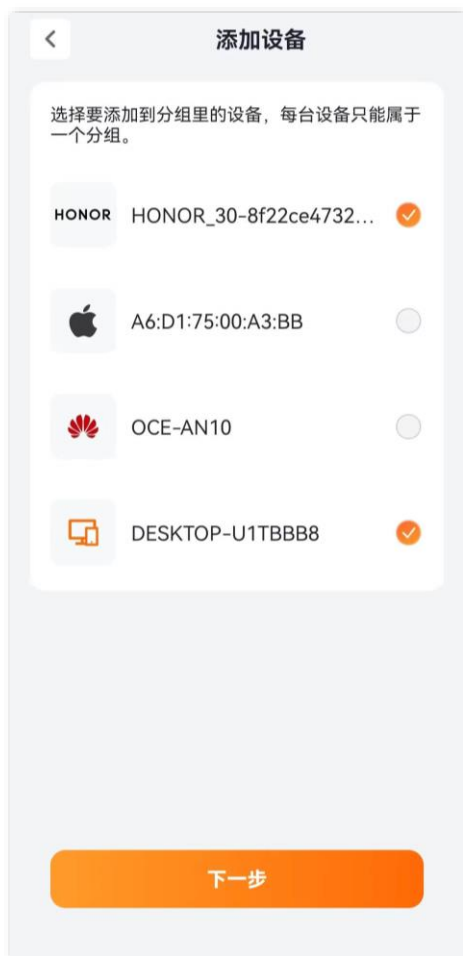 添加设备
选择要添加到分组里的设备，每台设备只能属于
一个分组。
HONOR HONOR_30-8f22ce4732...
A6:D1:75:00:A3:BB
OCE-AN10
DESKTOP-U1TBBB8
下一步